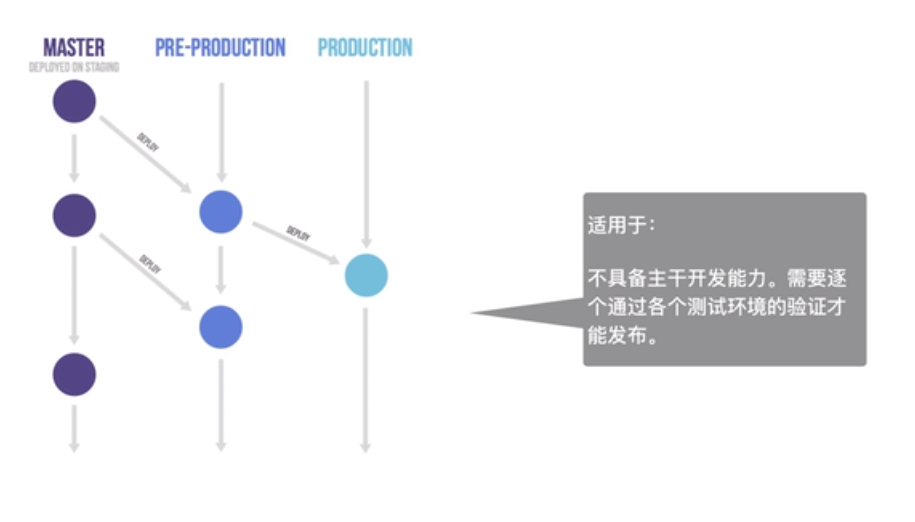 MASTER
DEPLOYED ON STAGING
PRE-PRODUCTION
PRODUCTION
DEPLOY
DEPLOY
DEPLOY
适用于：
不具备主干开发能力。需要逐
个通过各个测试环境的验证才
能发布。